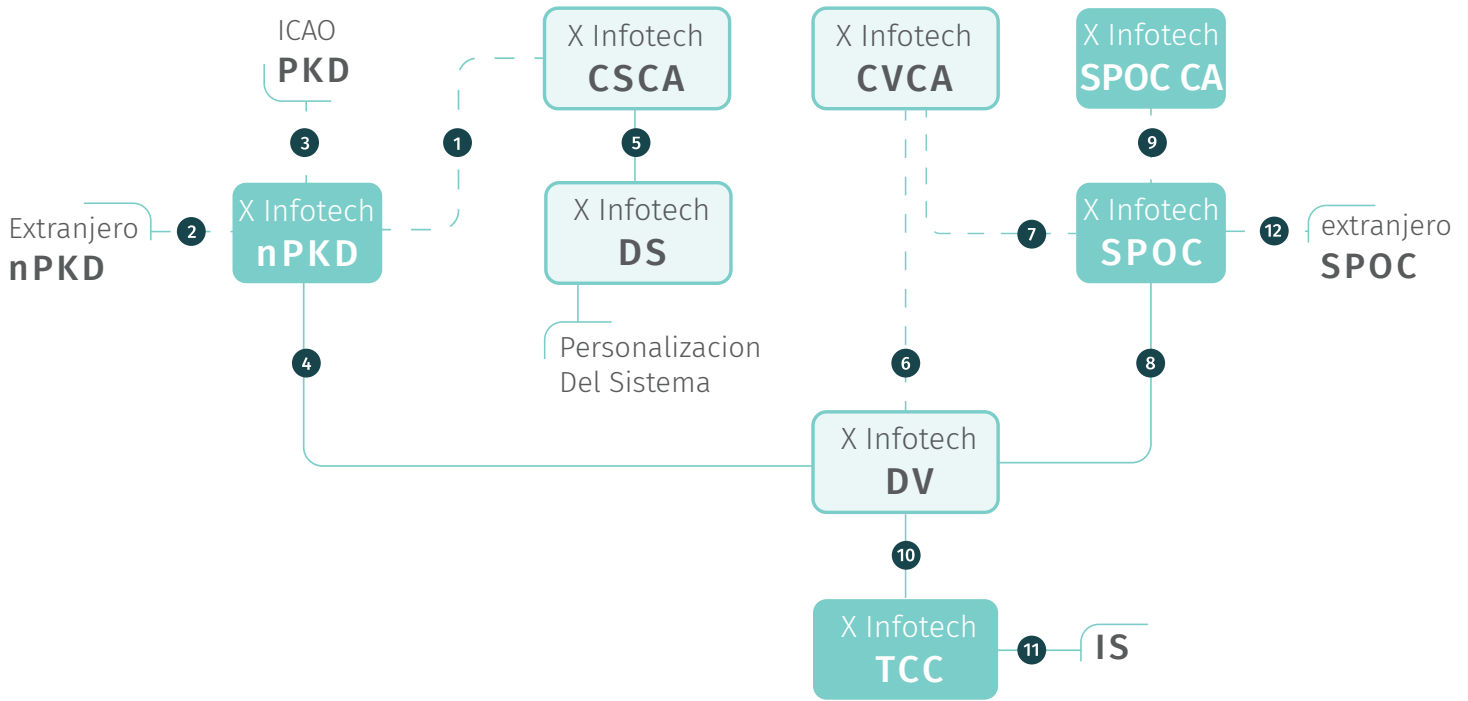 ICAO
PKD
X Infotech
CSCA
X Infotech
CVCA
X Infotech
SPOC CA
3
1
5
9
Extranjero
nPKD
2
X Infotech
nPKD
X Infotech
DS
7
X Infotech
SPOC
12
extranjero
SPOC
Personalizacion
Del Sistema
4
6
8
X Infotech
DV
10
X Infotech
TCC
11
IS